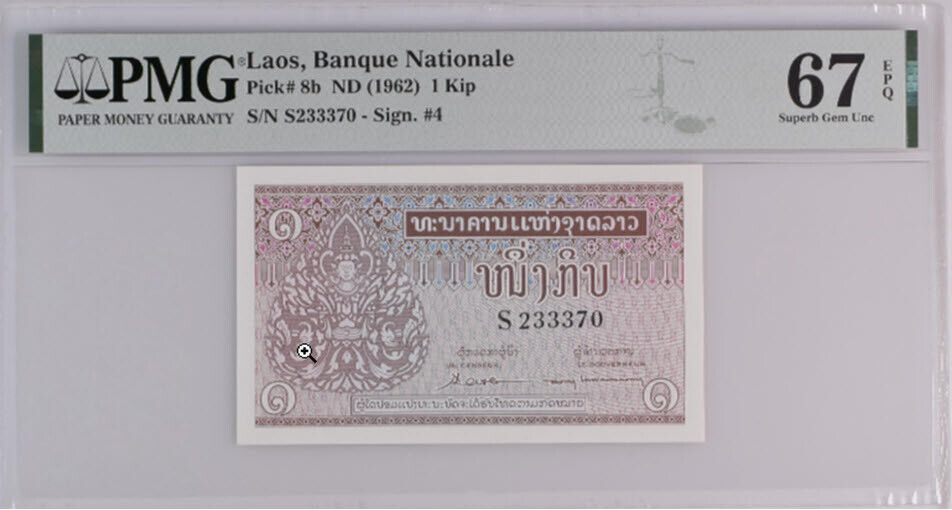 PMG®
PAPER MONEY GUARANTY
Laos, Banque Nationale
Pick# 8b ND (1962) 1 Kip
S/N S233370 - Sign. #4
67
EPQ
Superb Gem Unc
໑
ທະນາຄານແຫ່ງຊາດລາວ
ໜຶ່ງກີບ
S 233370
LE GOUVERNEUR
໑
໑